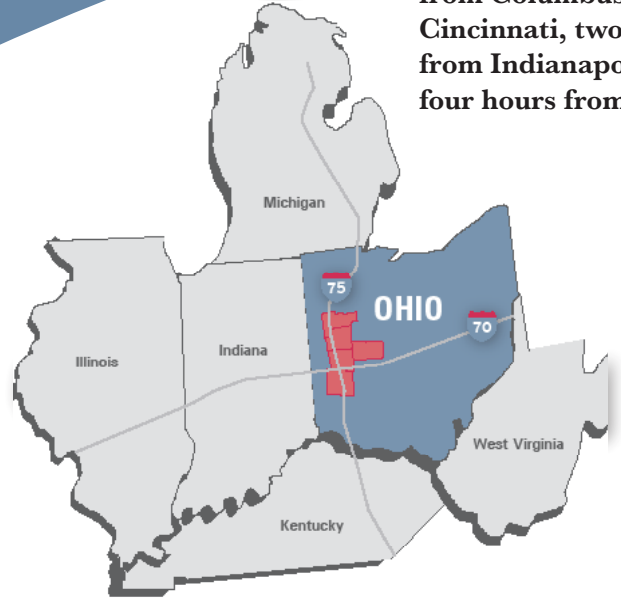 from Columbus
Cincinnati, two
from Indianapo
four hours from
Michigan
75
OHIO
70
Illinois
Indiana
West Virginia
Kentucky